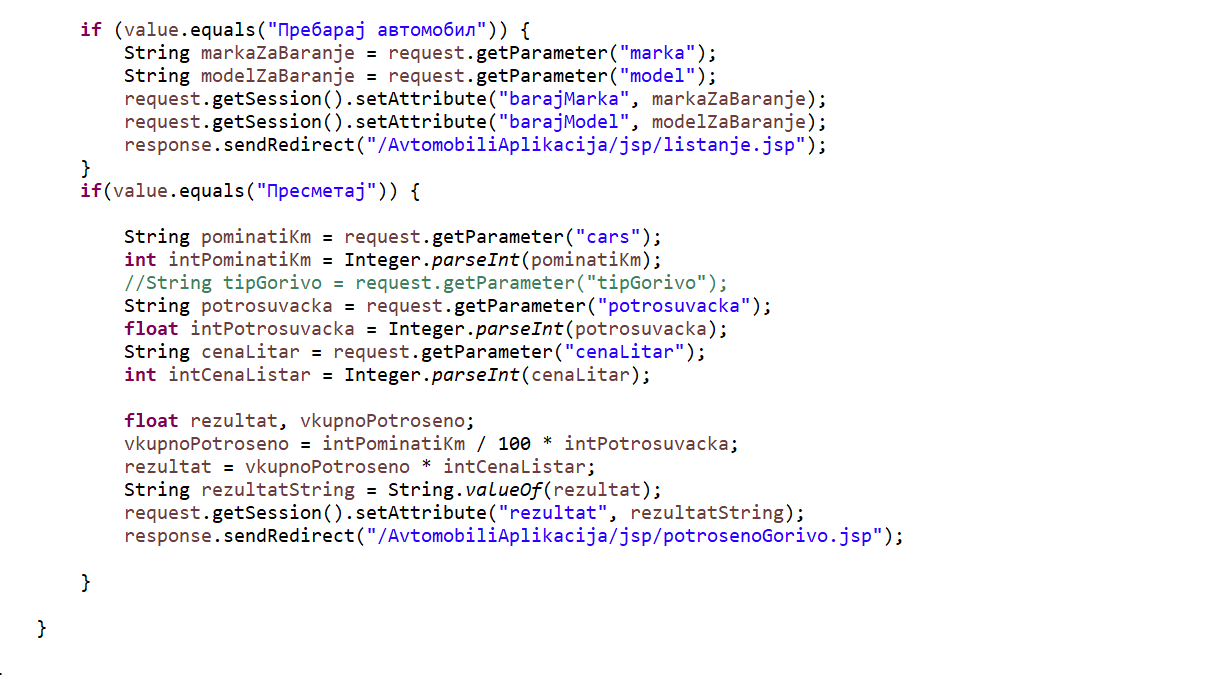 if (value.equals("Пребарај автомобил")) {
String markaZaBaranje = request.getParameter("marka");
String modelZaBaranje = request.getParameter("model");
request.getSession().setAttribute("barajMarka", markaZaBaranje);
request.getSession().setAttribute("barajModel", modelZaBaranje);
response.sendRedirect("/AvtomobiliAplikacija/jsp/listanje.jsp");
}
if(value.equals("Пресметај")) {
String pominatiKm = request.getParameter("cars");
int intPominatiKm = Integer.parseInt(pominatiKm);
//String tipGorivo = request.getParameter("tipGorivo");
String potrosuvacka = request.getParameter("potrosuvacka");
float intPotrosuvacka = Integer.parseInt(potrosuvacka);
String cenaLitar = request.getParameter("cenaLitar");
int intCenaListar = Integer.parseInt(cenaLitar);
float rezultat, vkupnoPotroseno;
vkupnoPotroseno = intPominatiKm / 100 * intPotrosuvacka;
rezultat = vkupnoPotroseno * intCenaListar;
String rezultatString = String.valueOf(rezultat);
request.getSession().setAttribute("rezultat", rezultatString);
response.sendRedirect("/AvtomobiliAplikacija/jsp/potrosenoGorivo.jsp");
}
}